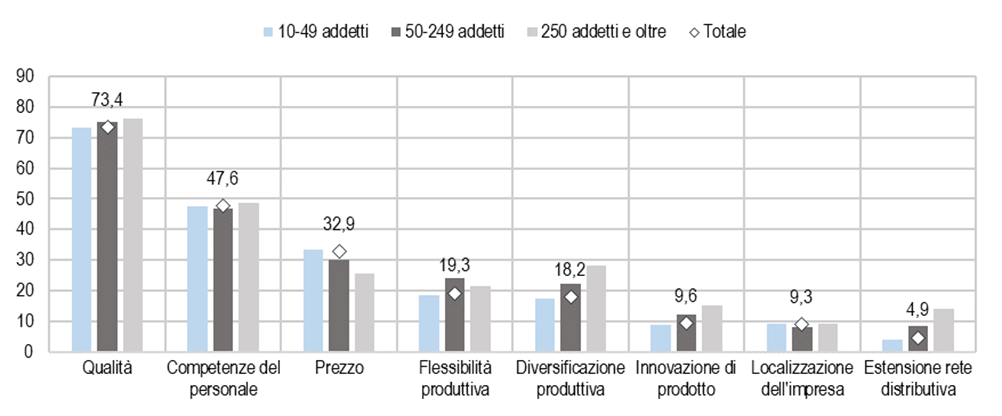 10-49 addetti 50-249 addetti 250 addetti e oltre Totale
90
80
70
60
50
40
30
20
10
0
73,4
47,6
32,9
19,3
18,2
9,6
9,3
4,9
Qualità
Competenze del
personale
Prezzo
Flessibilità
produttiva
Diversificazione
produttiva
Innovazione di
prodotto
Localizzazione
dell'impresa
Estensione rete
distributiva